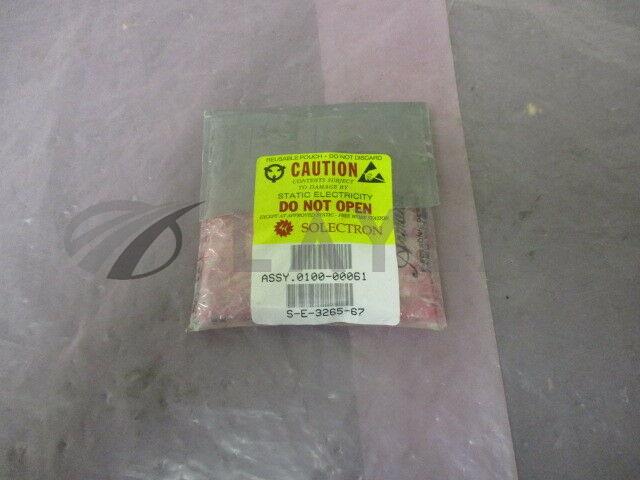 REUSABLE POUCH - DO NOT DISCARD
CAUTION
CONTENTS SUBJECT
TO DAMAGE BY
STATIC ELECTRICITY
DO NOT OPEN
EXCEPT AT APPROVED STATIC - FREE WORK STATION
SOLECTRON
ASSY.0100-00061
S-E-3265-67